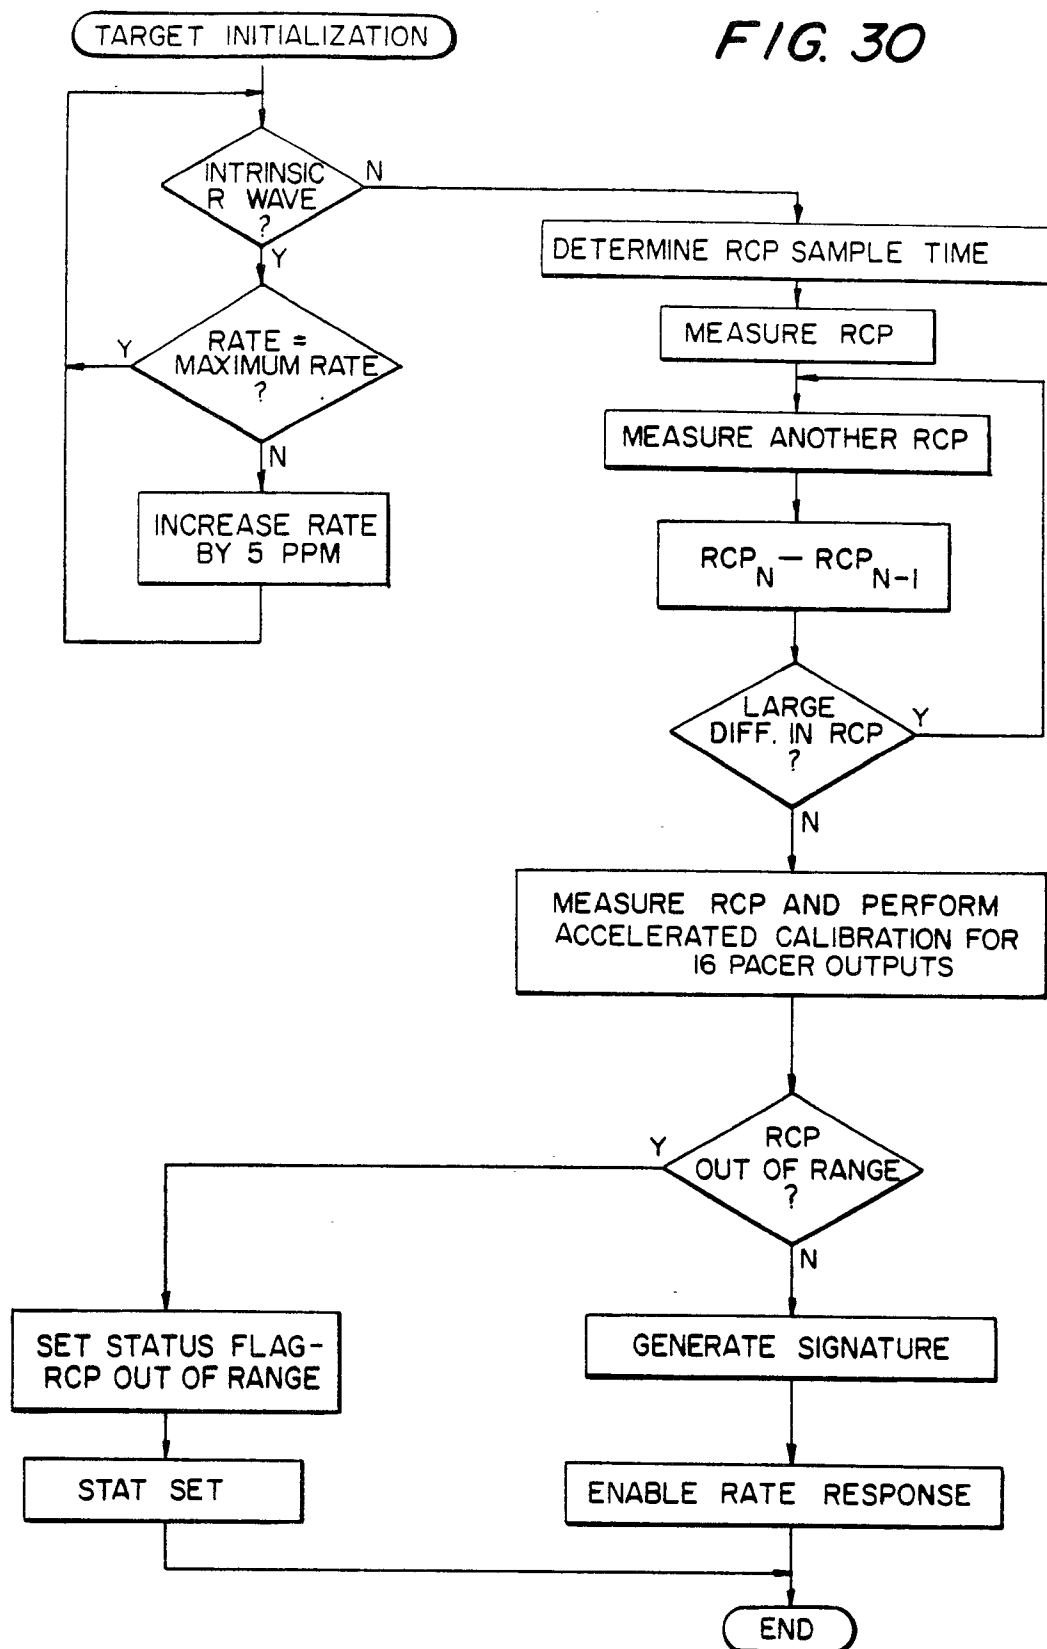 TARGET INITIALIZATION
FIG. 30
INTRINSIC
R WAVE
?
N
Y
DETERMINE RCP SAMPLE TIME
RATE =
MAXIMUM RATE
?
Y
N
MEASURE RCP
MEASURE ANOTHER RCP
INCREASE RATE
BY 5 PPM
RCP N – RCP N-1
LARGE
DIFF. IN RCP
?
Y
N
MEASURE RCP AND PERFORM
ACCELERATED CALIBRATION FOR
16 PACER OUTPUTS
RCP
OUT OF RANGE
?
Y
N
SET STATUS FLAG-
RCP OUT OF RANGE
GENERATE SIGNATURE
STAT SET
ENABLE RATE RESPONSE
END